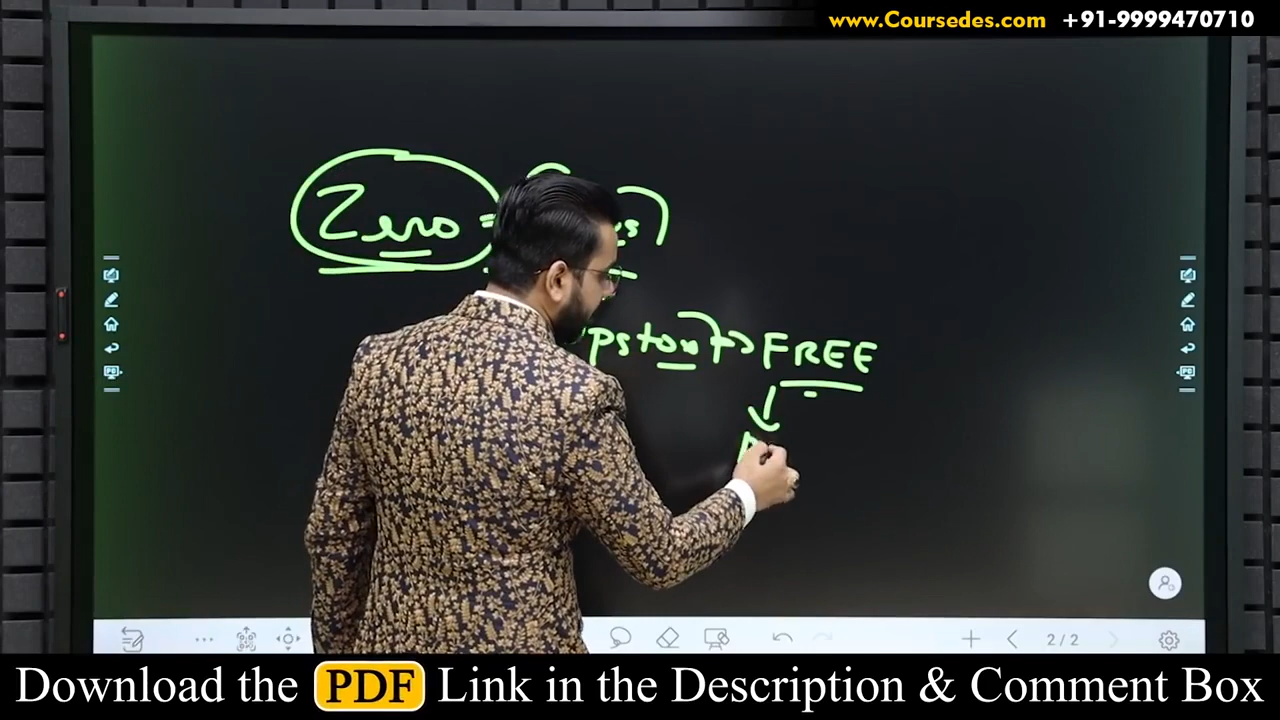 www.Coursedes.com +91-9999470710
Zero =
FREE
2/2
Download the PDF Link in the Description & Comment Box